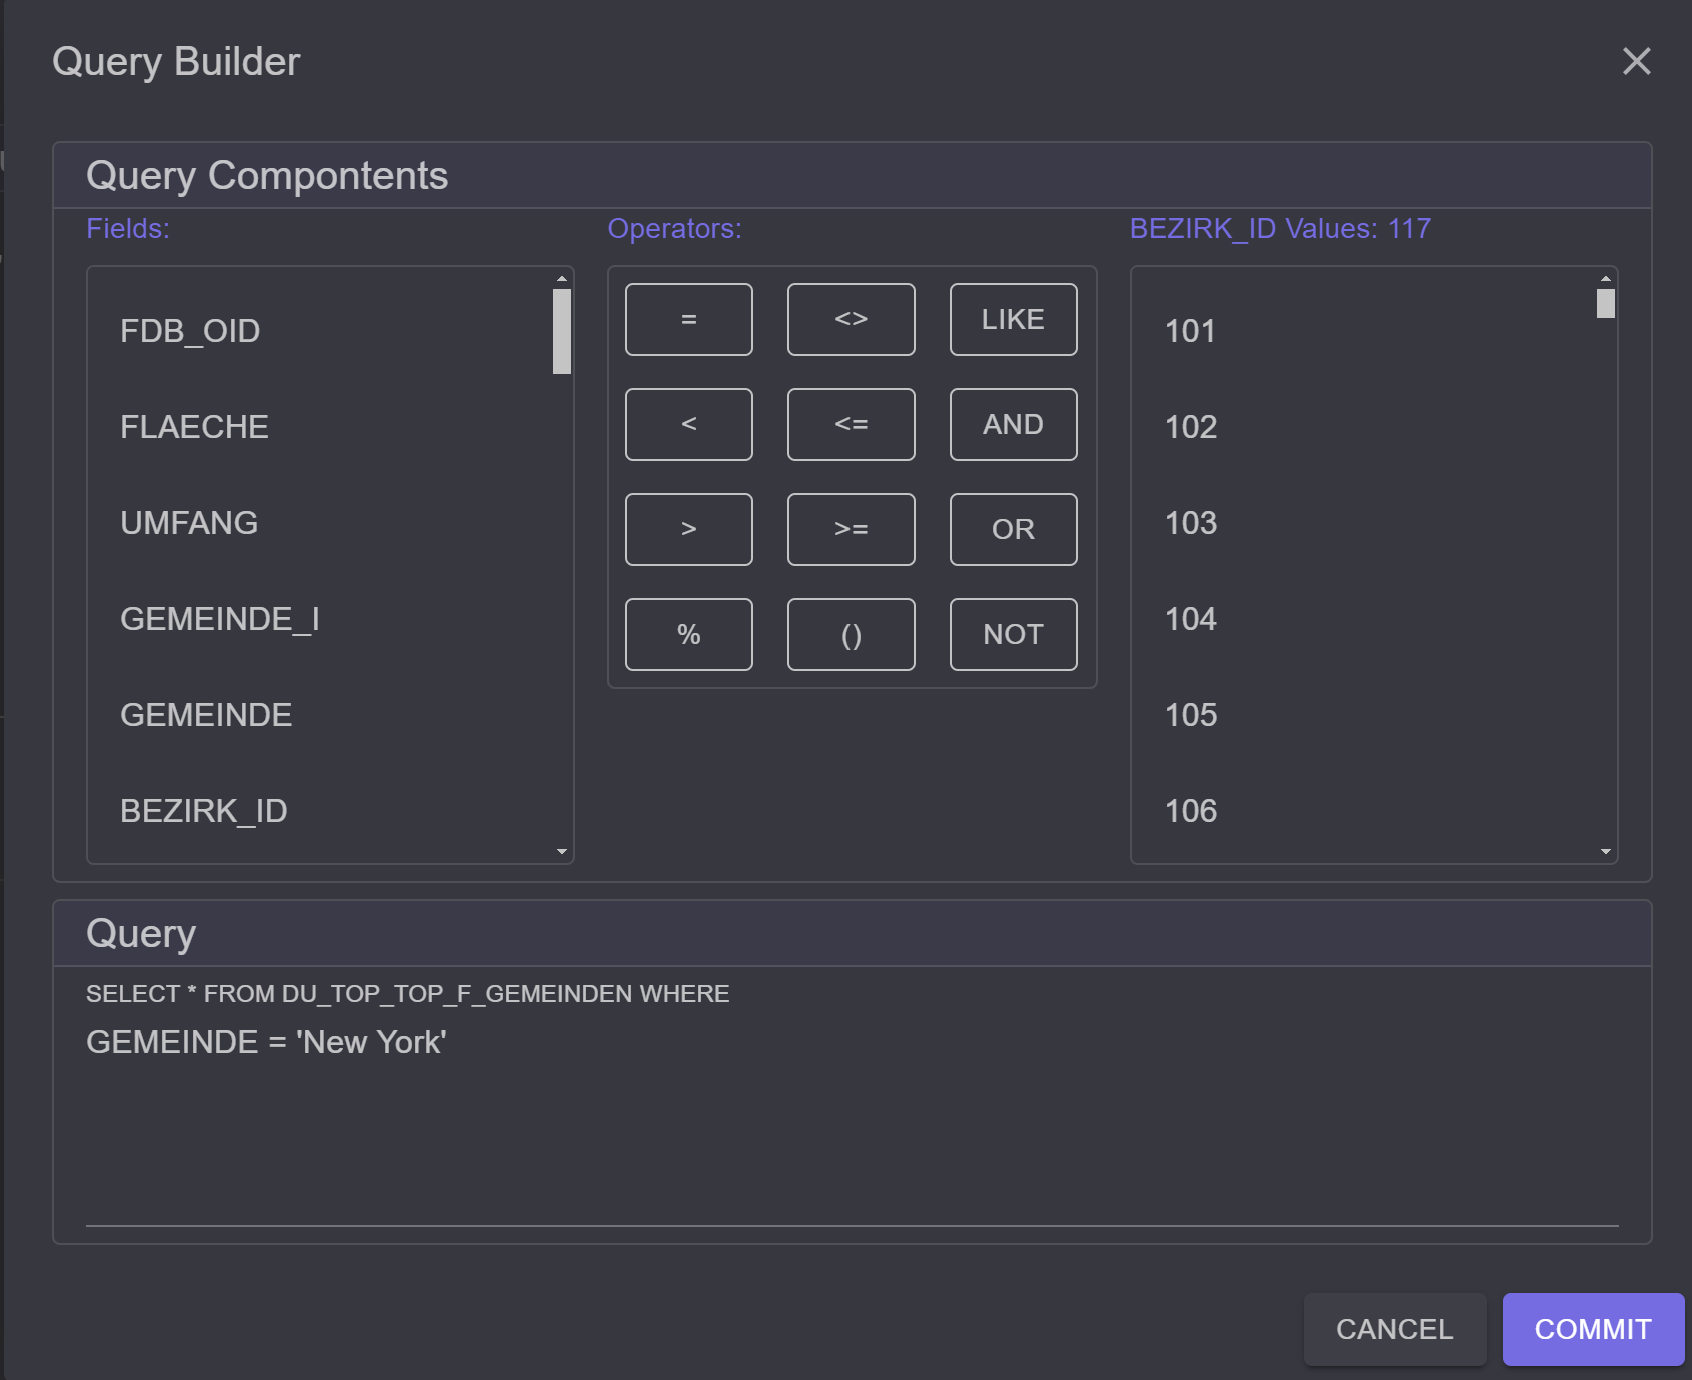 Query Builder
Query Compontents
Fields:
Operators:
BEZIRK_ID Values: 117
FDB_OID
FLAECHE
UMFANG
GEMEINDE_I
GEMEINDE
BEZIRK_ID
= <> LIKE
< <= AND
> >= OR
% () NOT
101
102
103
104
105
106
Query
SELECT * FROM DU_TOP_TOP_F_GEMEINDEN WHERE
GEMEINDE = 'New York'
CANCEL
COMMIT